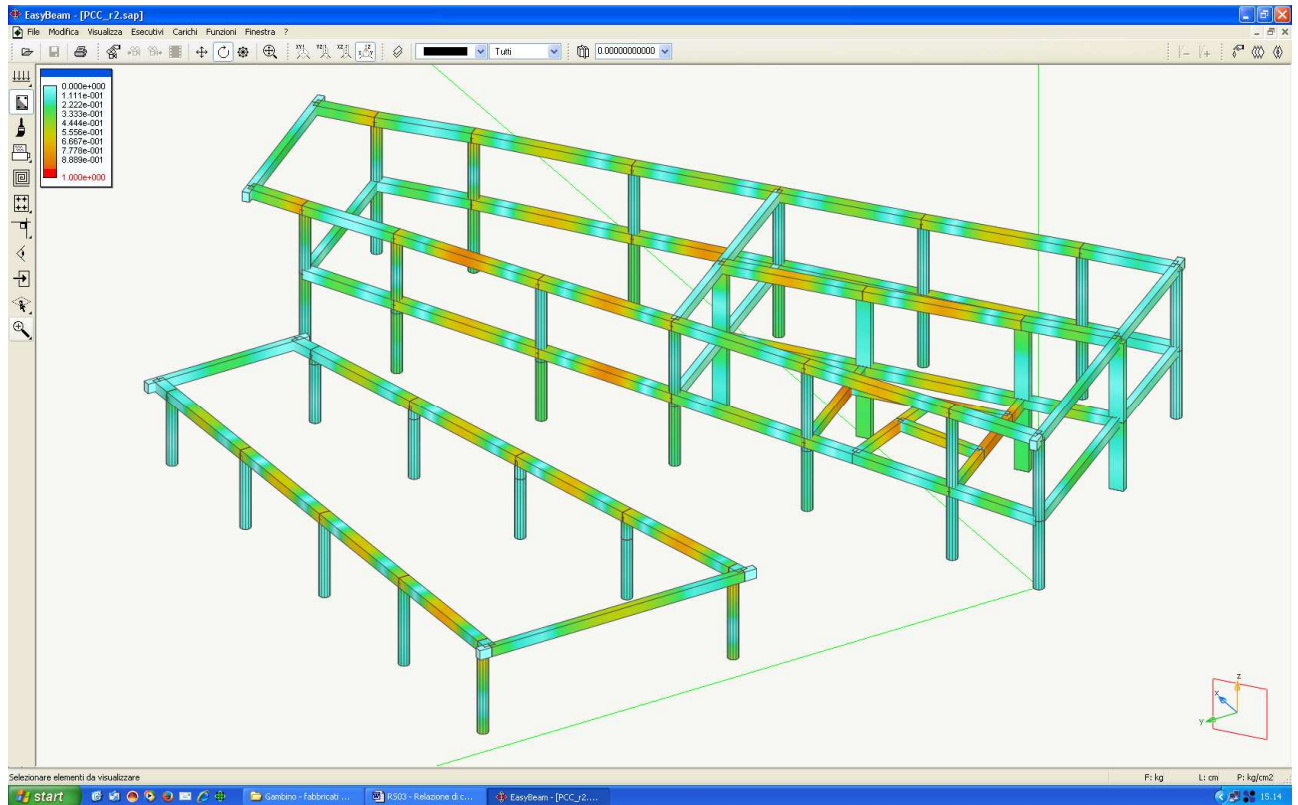 EasyBeam - [PCC_r2.sap]
File Modifica Visualizza Esecutivi Carichi Funzioni Finestra ?
Tutti 0.00000000000
0.000e+000
1.111e-001
2.222e-001
3.333e-001
4.444e-001
5.556e-001
6.667e-001
7.778e-001
8.889e-001
1.000e+000
z
x
y
Selezionare elementi da visualizzare F: kg L: cm P: kg/cm2
start Gambino - fabbricati ... RS03 - Relazione di c... EasyBeam - [PCC_r2.... 15.14